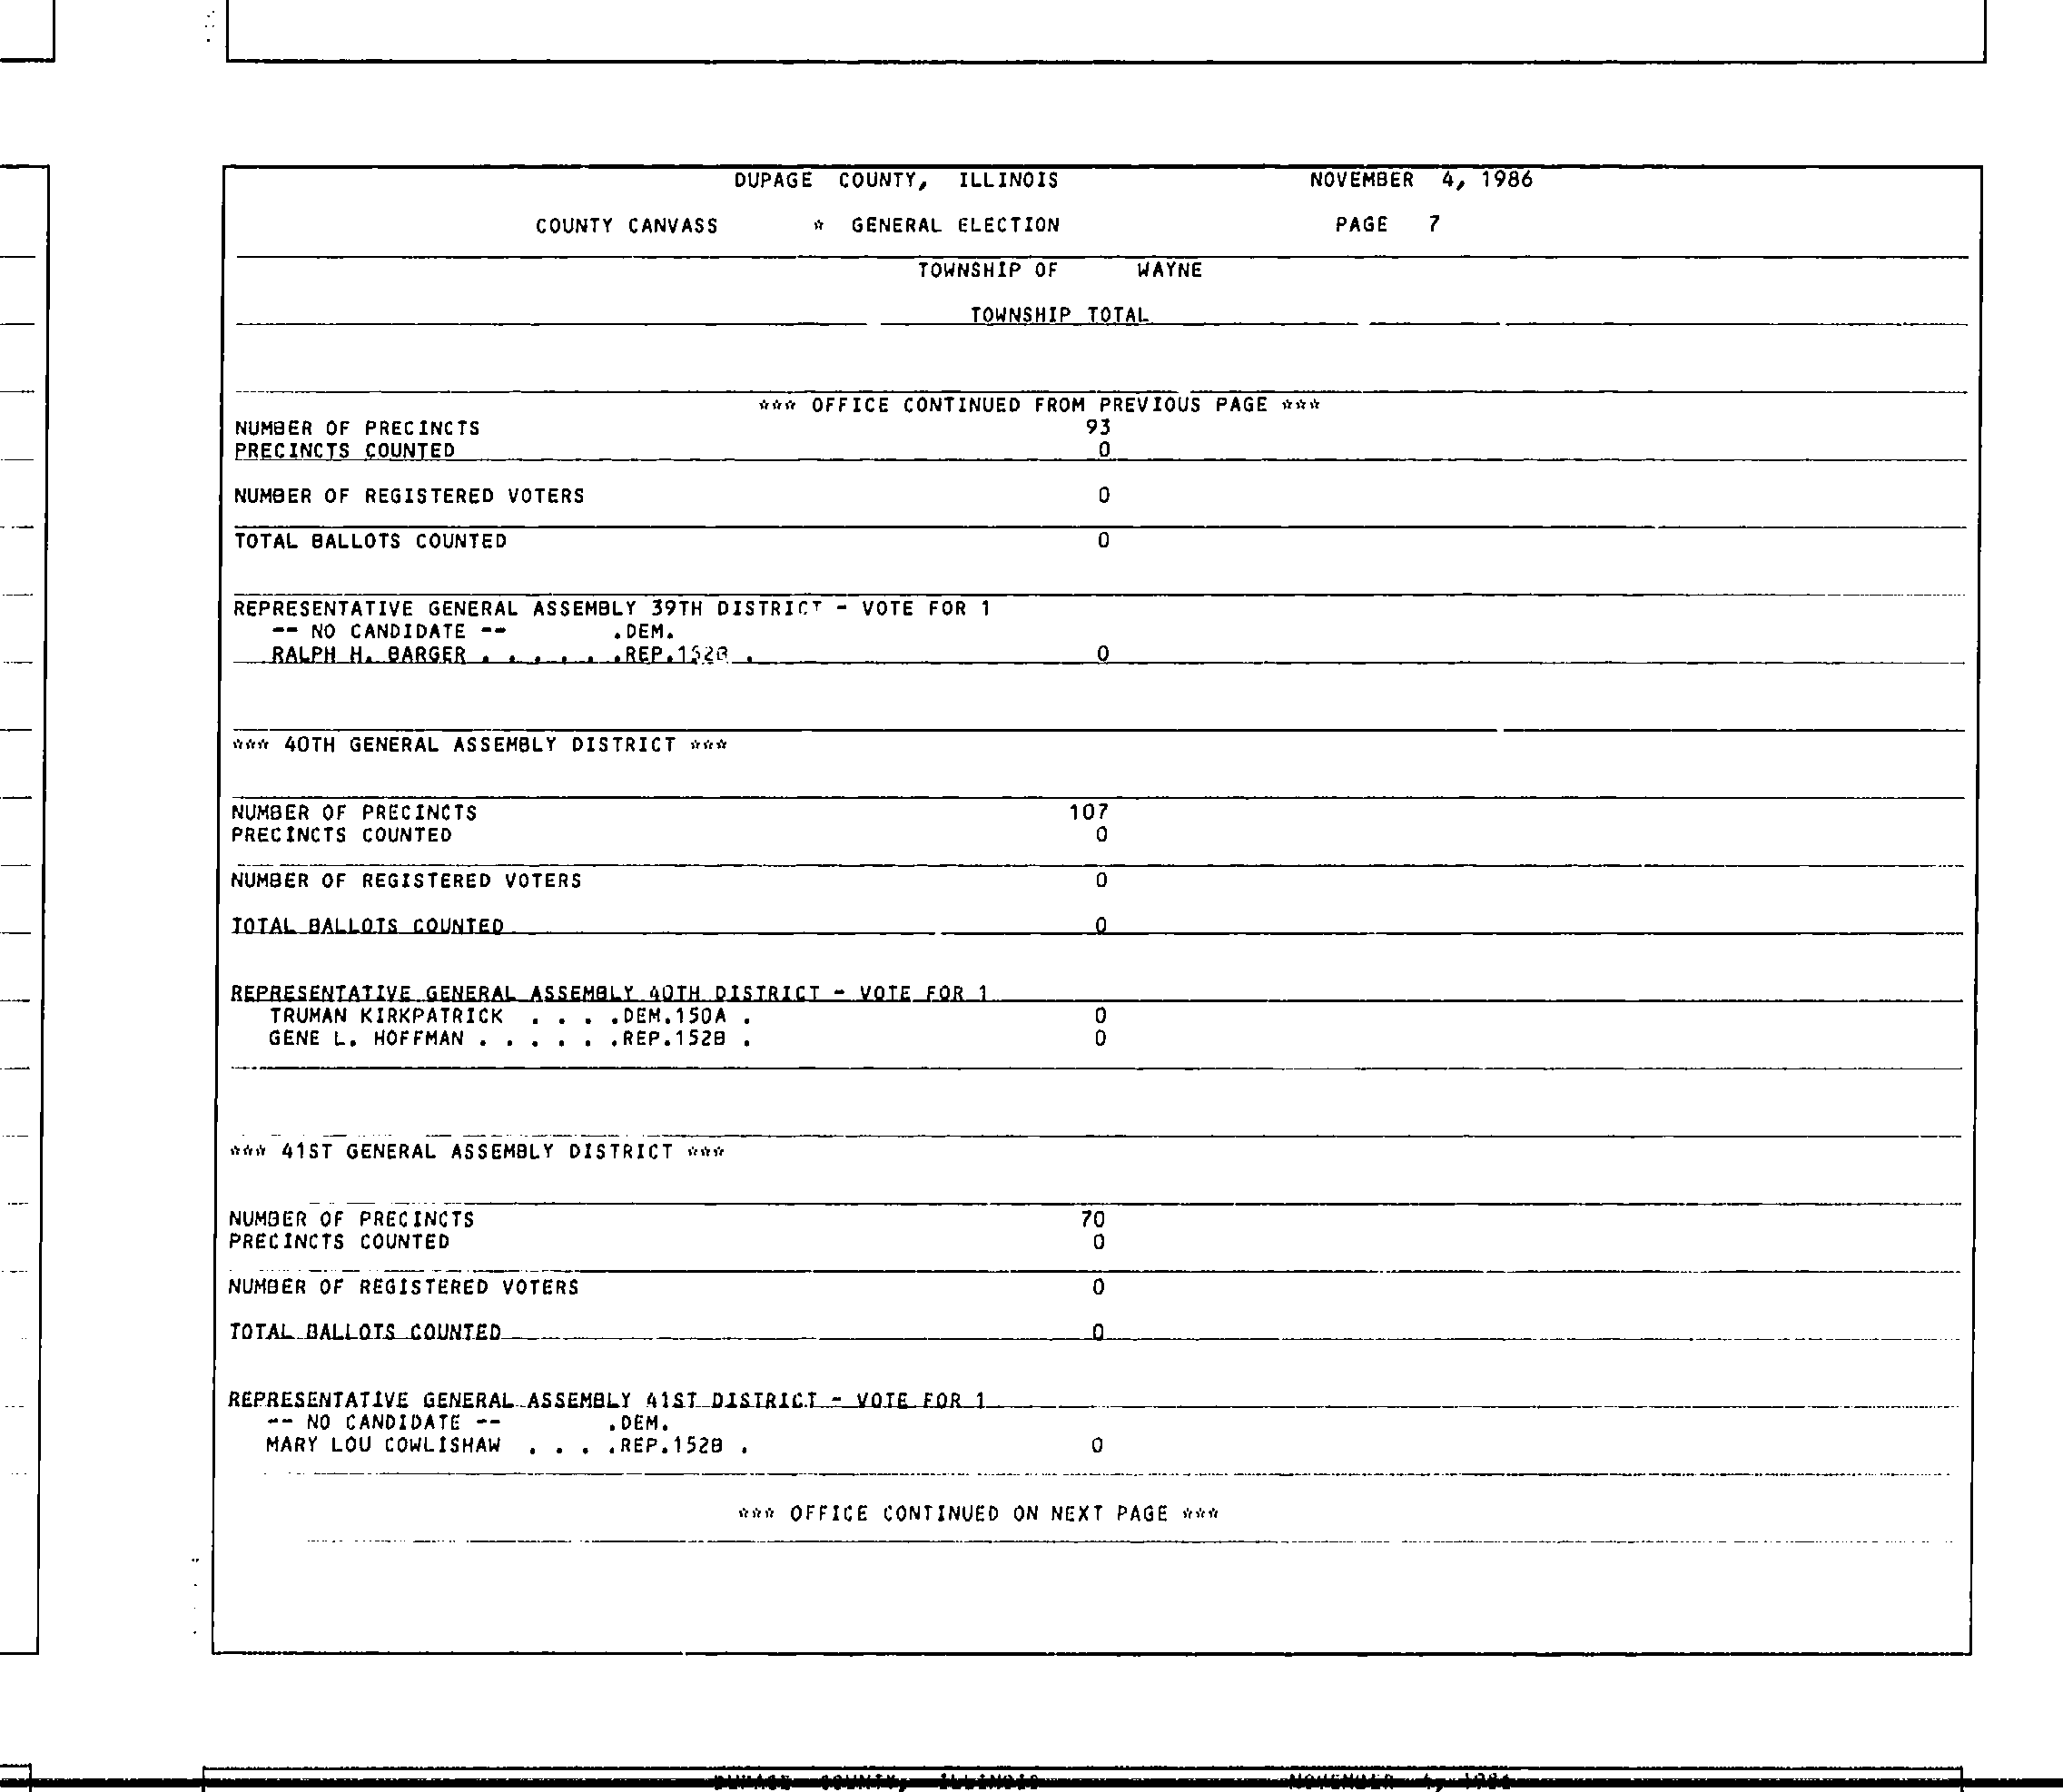 DUPAGE COUNTY, ILLINOIS NOVEMBER 4, 1986
COUNTY CANVASS * GENERAL ELECTION PAGE 7
TOWNSHIP OF WAYNE
TOWNSHIP TOTAL
*** OFFICE CONTINUED FROM PREVIOUS PAGE ***
NUMBER OF PRECINCTS 93
PRECINCTS COUNTED 0
NUMBER OF REGISTERED VOTERS 0
TOTAL BALLOTS COUNTED 0
REPRESENTATIVE GENERAL ASSEMBLY 39TH DISTRICT - VOTE FOR 1
-- NO CANDIDATE -- .DEM.
RALPH H. BARGER . . . . . .REP.152B . 0
*** 40TH GENERAL ASSEMBLY DISTRICT ***
NUMBER OF PRECINCTS 107
PRECINCTS COUNTED 0
NUMBER OF REGISTERED VOTERS 0
TOTAL BALLOTS COUNTED 0
REPRESENTATIVE GENERAL ASSEMBLY 40TH DISTRICT - VOTE FOR 1
TRUMAN KIRKPATRICK . . . .DEM.150A . 0
GENE L. HOFFMAN . . . . . .REP.152B . 0
*** 41ST GENERAL ASSEMBLY DISTRICT ***
NUMBER OF PRECINCTS 70
PRECINCTS COUNTED 0
NUMBER OF REGISTERED VOTERS 0
TOTAL BALLOTS COUNTED 0
REPRESENTATIVE GENERAL ASSEMBLY 41ST DISTRICT - VOTE FOR 1
-- NO CANDIDATE -- .DEM.
MARY LOU COWLISHAW . . . .REP.152B . 0
*** OFFICE CONTINUED ON NEXT PAGE ***
DUPAGE COUNTY, ILLINOIS NOVEMBER 4, 1986